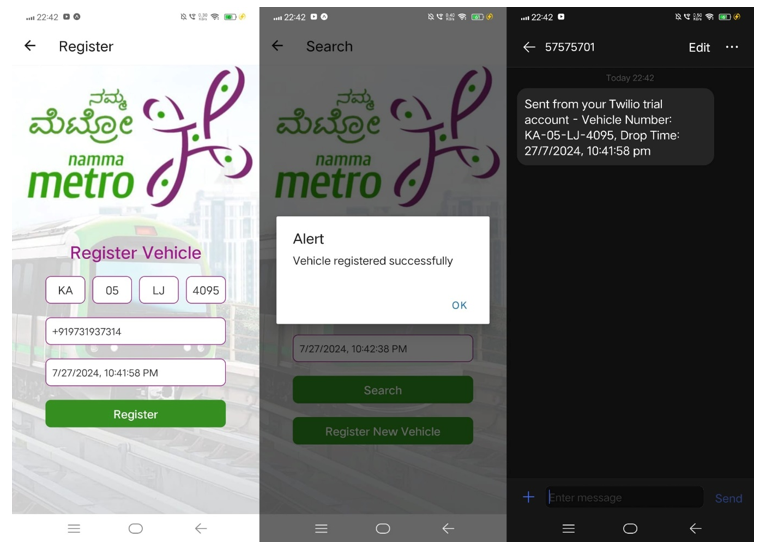 22:42
Register
ನಮ್ಮ
ಮೆಟ್ರೋ
namma
metro
Register Vehicle
KA 05 LJ 4095
+919731937314
7/27/2024, 10:41:58 PM
Register
22:42
Search
ನಮ್ಮ
ಮೆಟ್ರೋ
namma
metro
Alert
Vehicle registered successfully
OK
7/27/2024, 10:42:38 PM
Search
Register New Vehicle
22:42
57575701 Edit
Today 22:42
Sent from your Twilio trial
account - Vehicle Number:
KA-05-LJ-4095, Drop Time:
27/7/2024, 10:41:58 pm
Enter message Send